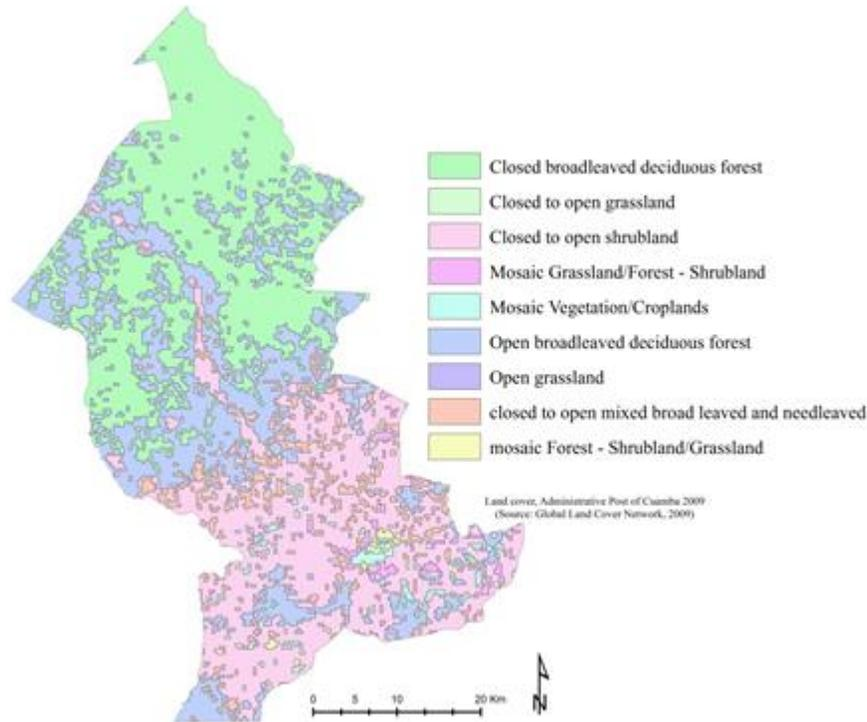 Closed broadleaved deciduous forest
Closed to open grassland
Closed to open shrubland
Mosaic Grassland/Forest - Shrubland
Mosaic Vegetation/Croplands
Open broadleaved deciduous forest
Open grassland
closed to open mixed broad leaved and needleaved
mosaic Forest - Shrubland/Grassland
Land cover, Administrative Post of Cuamba 2009
(Source: Global Land Cover Network, 2009)
0 5 10 20 Km
N